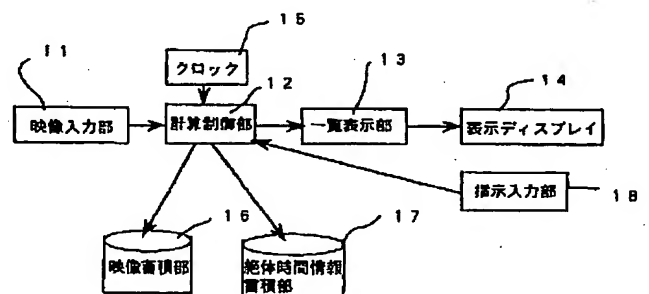 15
クロック
11
12
13
14
映像入力部
計算制御部
一覧表示部
表示ディスプレイ
指示入力部
18
16
17
映像蓄積部
絶体時間情報
蓄積部